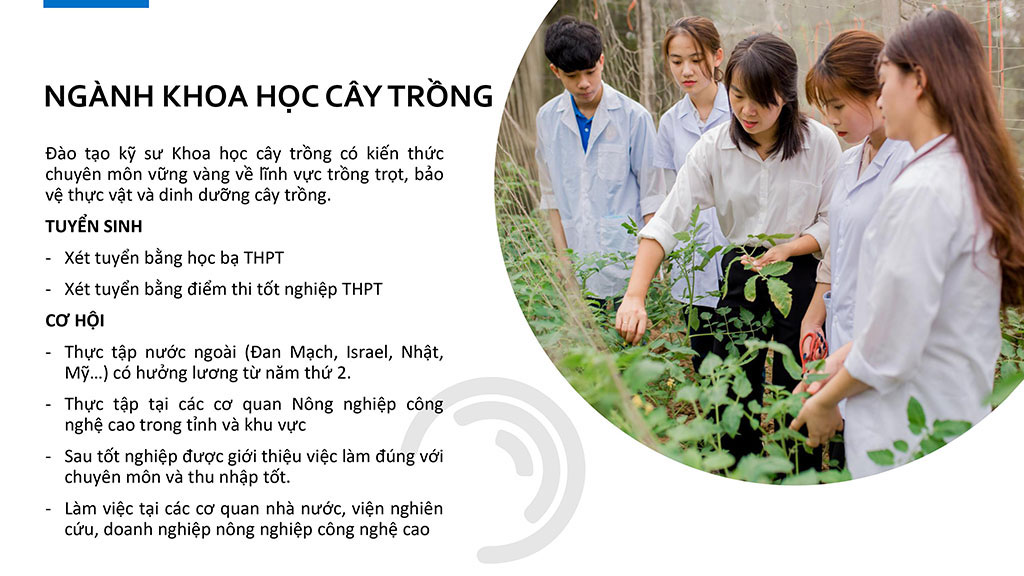 NGÀNH KHOA HỌC CÂY TRỒNG
Đào tạo kỹ sư Khoa học cây trồng có kiến thức
chuyên môn vững vàng về lĩnh vực trồng trọt, bảo
vệ thực vật và dinh dưỡng cây trồng.
TUYỂN SINH
- Xét tuyển bằng học bạ THPT
- Xét tuyển bằng điểm thi tốt nghiệp THPT
CƠ HỘI
- Thực tập nước ngoài (Đan Mạch, Israel, Nhật,
Mỹ...) có hưởng lương từ năm thứ 2.
- Thực tập tại các cơ quan Nông nghiệp công
nghệ cao trong tỉnh và khu vực
- Sau tốt nghiệp được giới thiệu việc làm đúng với
chuyên môn và thu nhập tốt.
- Làm việc tại các cơ quan nhà nước, viện nghiên
cứu, doanh nghiệp nông nghiệp công nghệ cao